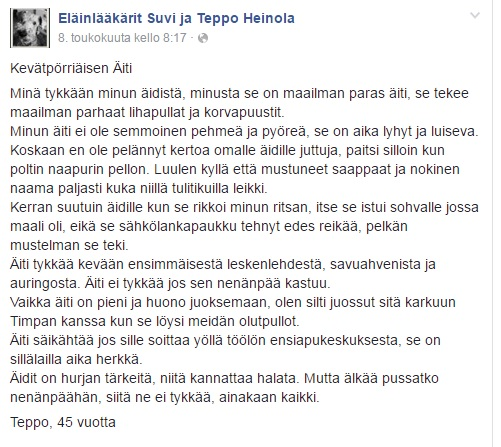 Eläinlääkärit Suvi ja Teppo Heinola
8. toukokuuta kello 8:17 ·
Kevätpörriäisen Äiti
Minä tykkään minun äidistä, minusta se on maailman paras äiti, se tekee
maailman parhaat lihapullat ja korvapuustit.
Minun äiti ei ole semmoinen pehmeä ja pyöreä, se on aika lyhyt ja luiseva.
Koskaan en ole pelännyt kertoa omalle äidille juttuja, paitsi silloin kun
poltin naapurin pellon. Luulen kyllä että mustuneet saappaat ja nokinen
naama paljasti kuka niillä tulitikuilla leikki.
Kerran suutuin äidille kun se rikkoi minun ritsan, itse se istui sohvalle jossa
maali oli, eikä se sähkölankapaukku tehnyt edes reikää, pelkän
mustelman se teki.
Äiti tykkää kevään ensimmäisestä leskenlehdestä, savuahvenista ja
auringosta. Äiti ei tykkää jos sen nenänpää kastuu.
Vaikka äiti on pieni ja huono juoksemaan, olen silti juossut sitä karkuun
Timpan kanssa kun se löysi meidän olutpullot.
Äiti säikähtää jos sille soittaa yöllä töölön ensiapukeskuksesta, se on
sillälailla aika herkkä.
Äidit on hurjan tärkeitä, niitä kannattaa halata. Mutta älkää pussatko
nenänpäähän, siitä ne ei tykkää, ainakaan kaikki.
Teppo, 45 vuotta